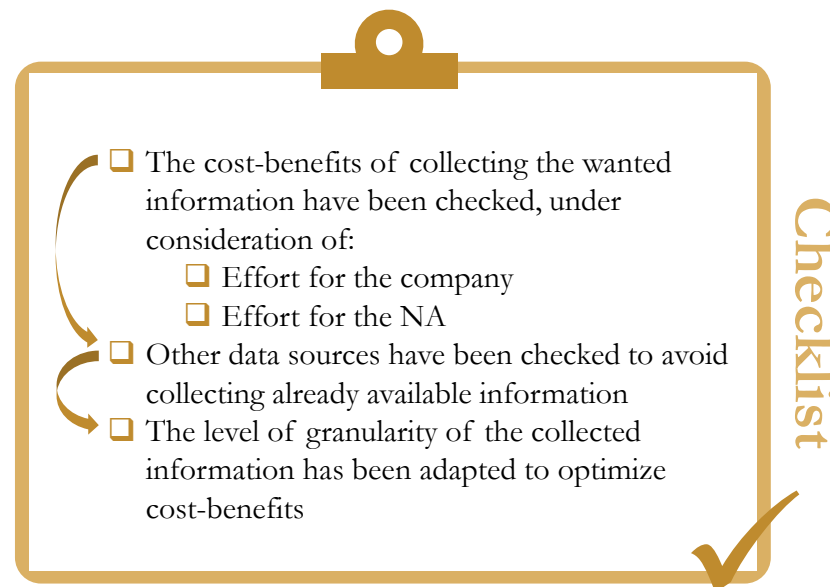 ❑ The cost-benefits of collecting the wanted
information have been checked, under
consideration of:
❑ Effort for the company
❑ Effort for the NA
❑ Other data sources have been checked to avoid
collecting already available information
❑ The level of granularity of the collected
information has been adapted to optimize
cost-benefits
Checklist